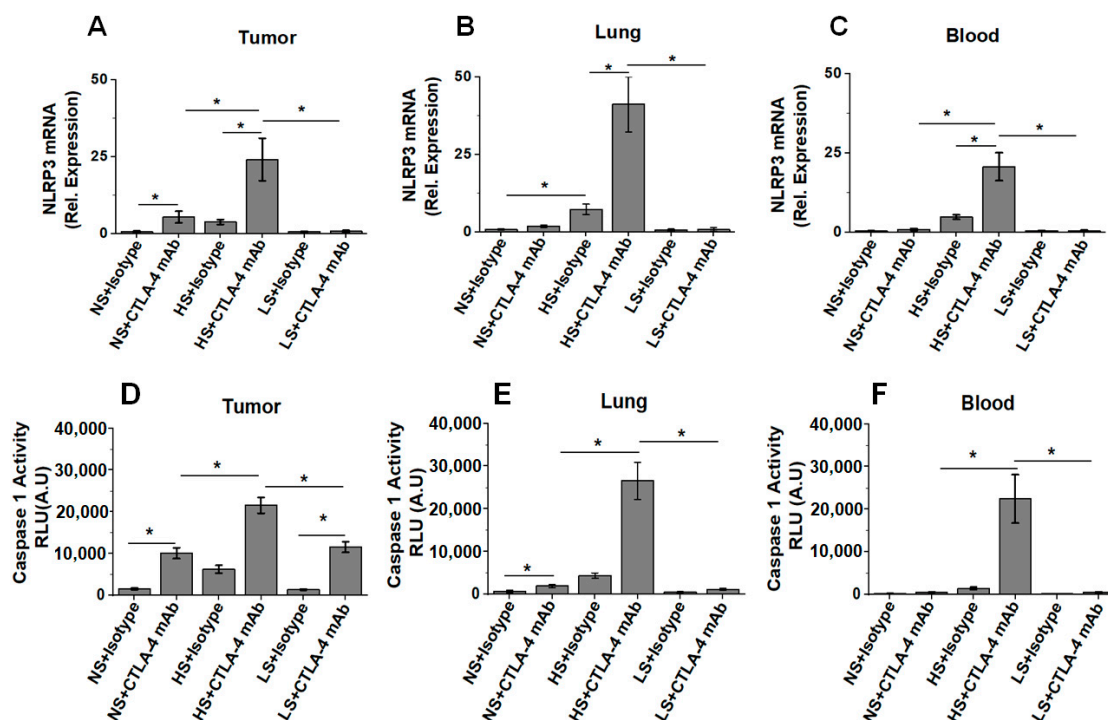 A
Tumor
NLRP3 mRNA
(Rel. Expression)
50
25
0
*
*
*
*
NS+Isotype
NS+CTLA-4 mAb
HS+Isotype
HS+CTLA-4 mAb
LS+Isotype
LS+CTLA-4 mAb
B
Lung
NLRP3 mRNA
(Rel. Expression)
50
25
0
*
*
*
NS+Isotype
NS+CTLA-4 mAb
HS+Isotype
HS+CTLA-4 mAb
LS+Isotype
LS+CTLA-4 mAb
C
Blood
NLRP3 mRNA
(Rel. Expression)
50
25
0
*
*
*
NS+Isotype
NS+CTLA-4 mAb
HS+Isotype
HS+CTLA-4 mAb
LS+Isotype
LS+CTLA-4 mAb
D
Tumor
Caspase 1 Activity
RLU(A.U)
40,000
30,000
20,000
10,000
0
*
*
*
*
NS+Isotype
NS+CTLA-4 mAb
HS+Isotype
HS+CTLA-4 mAb
LS+Isotype
LS+CTLA-4 mAb
E
Lung
Caspase 1 Activity
RLU (A.U)
40,000
30,000
20,000
10,000
0
*
*
*
NS+Isotype
NS+CTLA-4 mAb
HS+Isotype
HS+CTLA-4 mAb
LS+Isotype
LS+CTLA-4 mAb
F
Blood
Caspase 1 Activity
RLU (A.U)
40,000
30,000
20,000
10,000
0
*
*
NS+Isotype
NS+CTLA-4 mAb
HS+Isotype
HS+CTLA-4 mAb
LS+Isotype
LS+CTLA-4 mAb